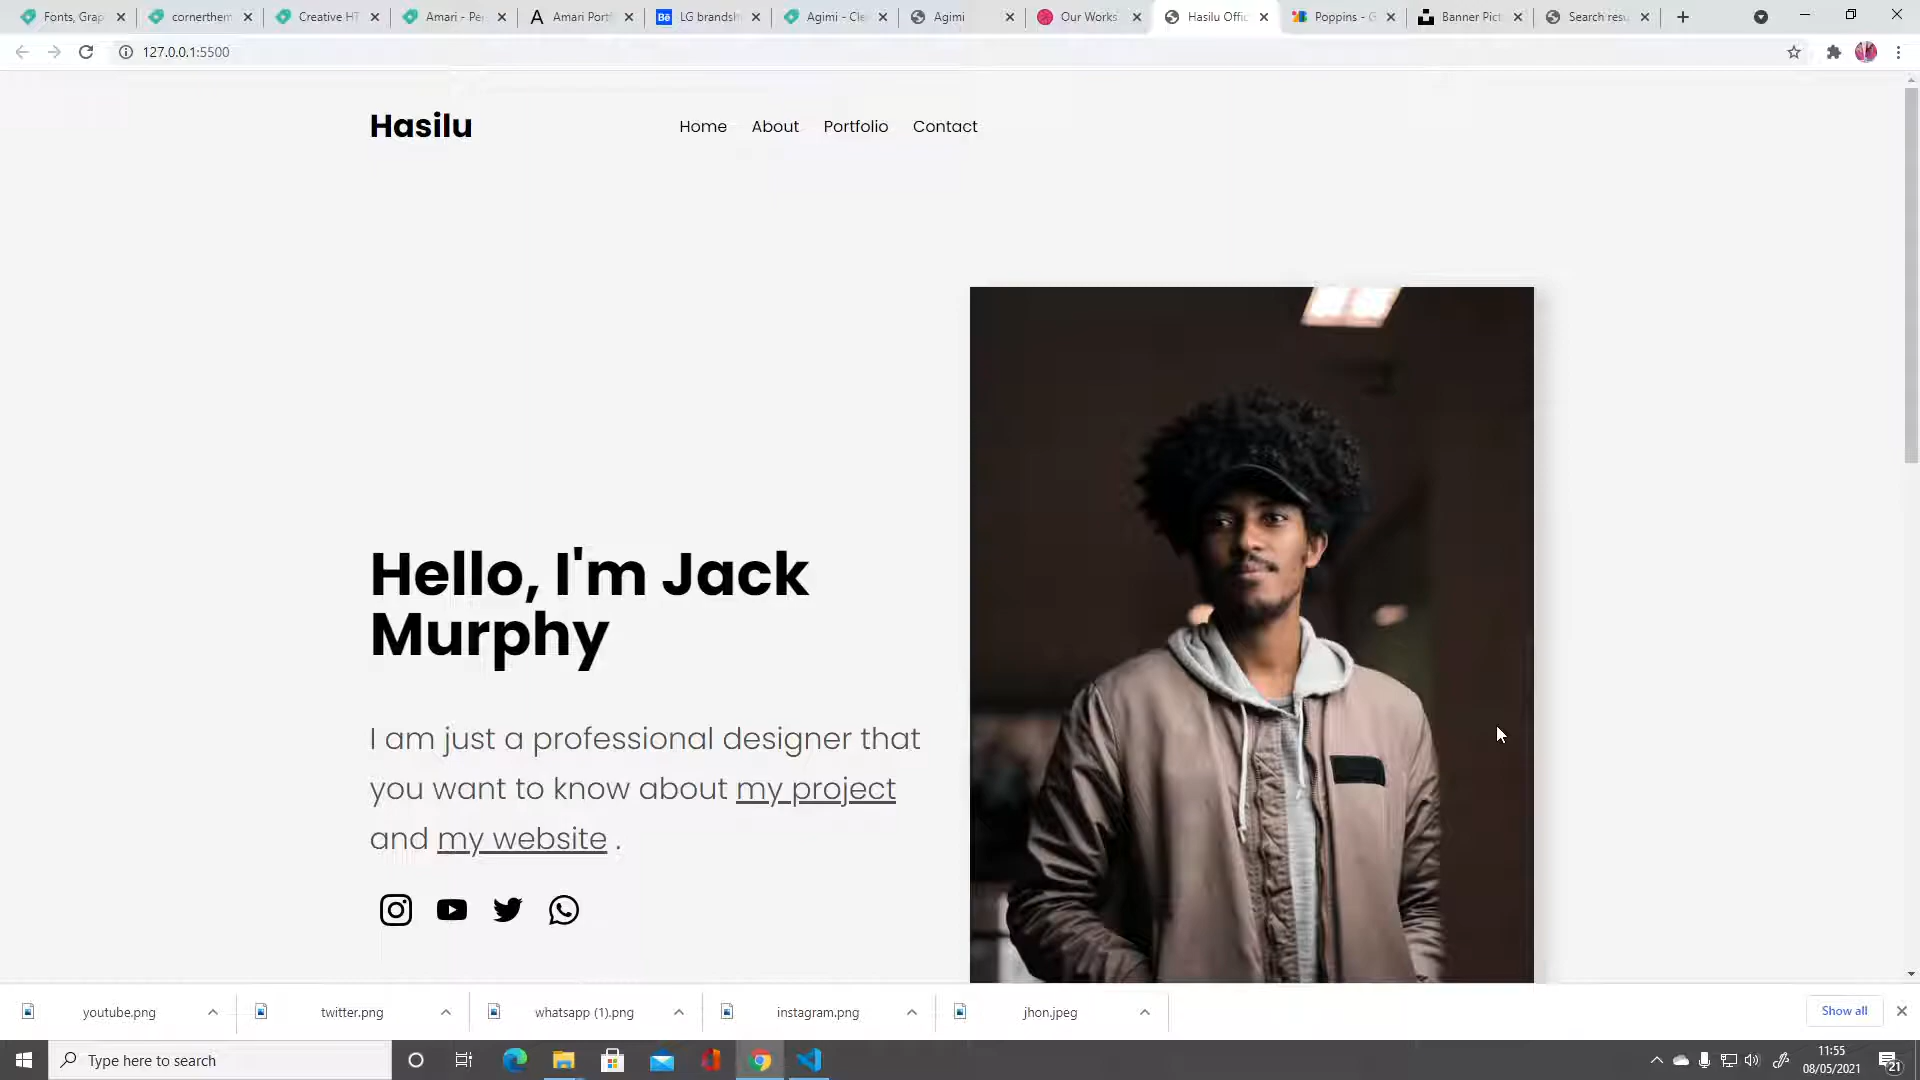 Fonts, Grap
cornerthem
Creative HT
Amari - Pe
A Amari Port
Bē LG brandsh
Agimi - Cle
Agimi
Our Works
Hasilu Offic
Poppins - G
Banner Pict
Search resu
127.0.0.1:5500
Hasilu
Home About Portfolio Contact
Hello, I'm Jack
Murphy
I am just a professional designer that
you want to know about my project
and my website .
youtube.png
twitter.png
whatsapp (1).png
instagram.png
jhon.jpeg
Show all
Type here to search
11:55
08/05/2021
21